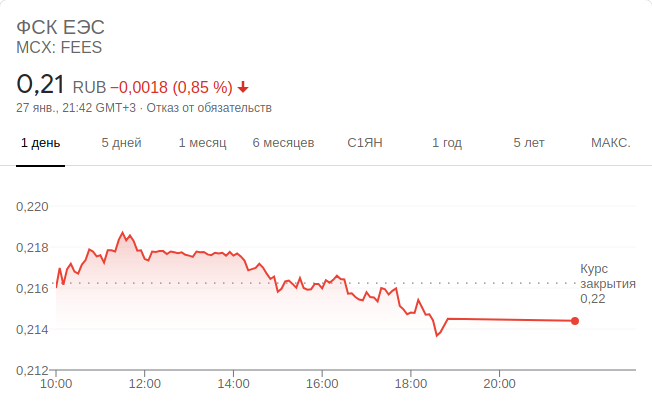 ФСК ЕЭС
MCX: FEES
0,21 RUB −0,0018 (0,85 %)
27 янв., 21:42 GMT+3 · Отказ от обязательств
1 день 5 дней 1 месяц 6 месяцев С1ЯН 1 год 5 лет МАКС.
0,220
0,218
0,216
0,214
0,212
Курс
закрытия
0,22
10:00 12:00 14:00 16:00 18:00 20:00